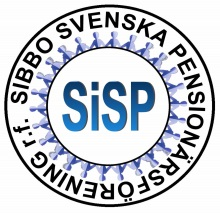 SIBBO SVENSKA PENSIONÄRSFÖRENING r.f.
SiSP